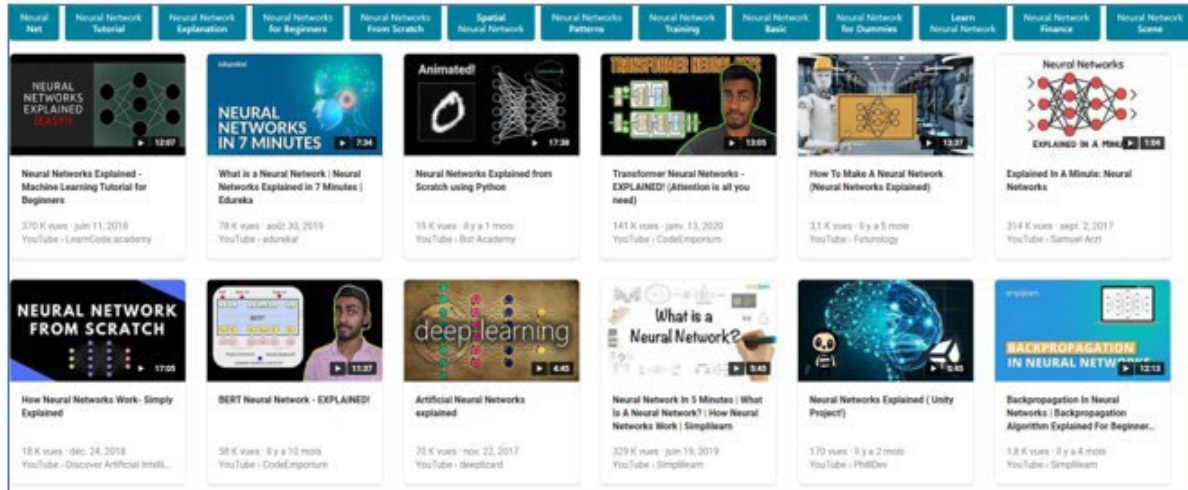 Neural
Net
Neural Network
Tutorial
Neural Network
Explanation
Neural Networks
for Beginners
Neural Networks
From Scratch
Spatial
Neural Network
Neural Networks
Patterns
Neural Network
Training
Neural Network
Basic
Neural Network
for Dummies
Learn
Neural Network
Neural Network
Finance
Neural Network
Scene
NEURAL
NETWORKS
EXPLAINED
(EASY!)
12:07
edureka!
NEURAL
NETWORKS
IN 7 MINUTES
7:34
Animated!
17:38
TRANSFORMER NEURAL NETS
13:05
13:37
Neural Networks
EXPLAINED IN A MINUTE
1:04
Neural Networks Explained -
Machine Learning Tutorial for
Beginners
370 K vues · juin 11, 2018
YouTube › LearnCode.academy
What is a Neural Network | Neural
Networks Explained in 7 Minutes |
Edureka
78 K vues · août 30, 2019
YouTube › edureka!
Neural Networks Explained from
Scratch using Python
19 K vues · Il y a 1 mois
YouTube › Bot Academy
Transformer Neural Networks -
EXPLAINED! (Attention is all you
need)
141 K vues · janv. 13, 2020
YouTube › CodeEmporium
How To Make A Neural Network
(Neural Networks Explained)
3,1 K vues · Il y a 5 mois
YouTube › Futurology
Explained In A Minute: Neural
Networks
314 K vues · sept. 2, 2017
YouTube › Samuel Arzt
NEURAL NETWORK
FROM SCRATCH
17:05
BERT
11:37
deep learning
4:45
simplilearn
What is a
Neural Network?
5:45
5:45
simplilearn
BACKPROPAGATION
IN NEURAL NETWORKS
12:13
How Neural Networks Work- Simply
Explained
18 K vues · déc. 24, 2018
YouTube › Discover Artificial Intelli...
BERT Neural Network - EXPLAINED!
58 K vues · Il y a 10 mois
YouTube › CodeEmporium
Artificial Neural Networks
explained
70 K vues · nov. 22, 2017
YouTube › deeplizard
Neural Network In 5 Minutes | What
Is A Neural Network? | How Neural
Networks Work | Simplilearn
329 K vues · juin 19, 2019
YouTube › Simplilearn
Neural Networks Explained ( Unity
Project!)
170 vues · Il y a 2 mois
YouTube › PhilliDev
Backpropagation In Neural
Networks | Backpropagation
Algorithm Explained For Beginner...
1,8 K vues · Il y a 4 mois
YouTube › Simplilearn